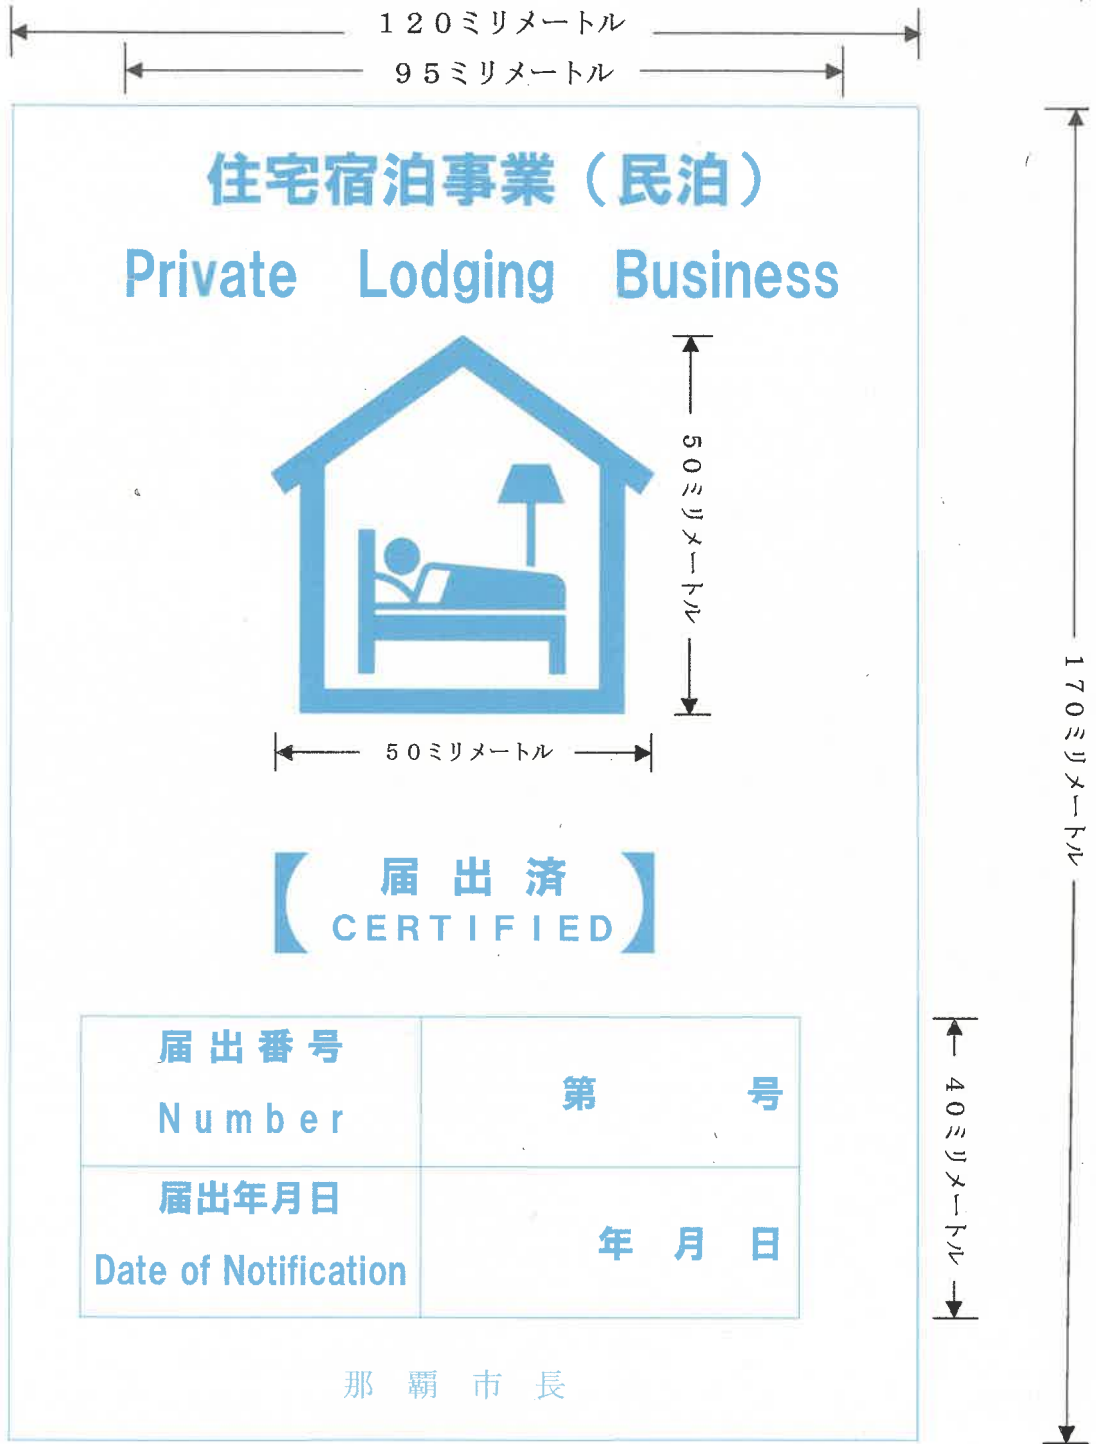 120ミリメートル
95ミリメートル
住宅宿泊事業(民泊)
Private Lodging Business
50ミリメートル
50ミリメートル
170ミリメートル
【届出済
CERTIFIED】
届出番号
Number
第 号
届出年月日
Date of Notification
年 月 日
40ミリメートル
那覇市長